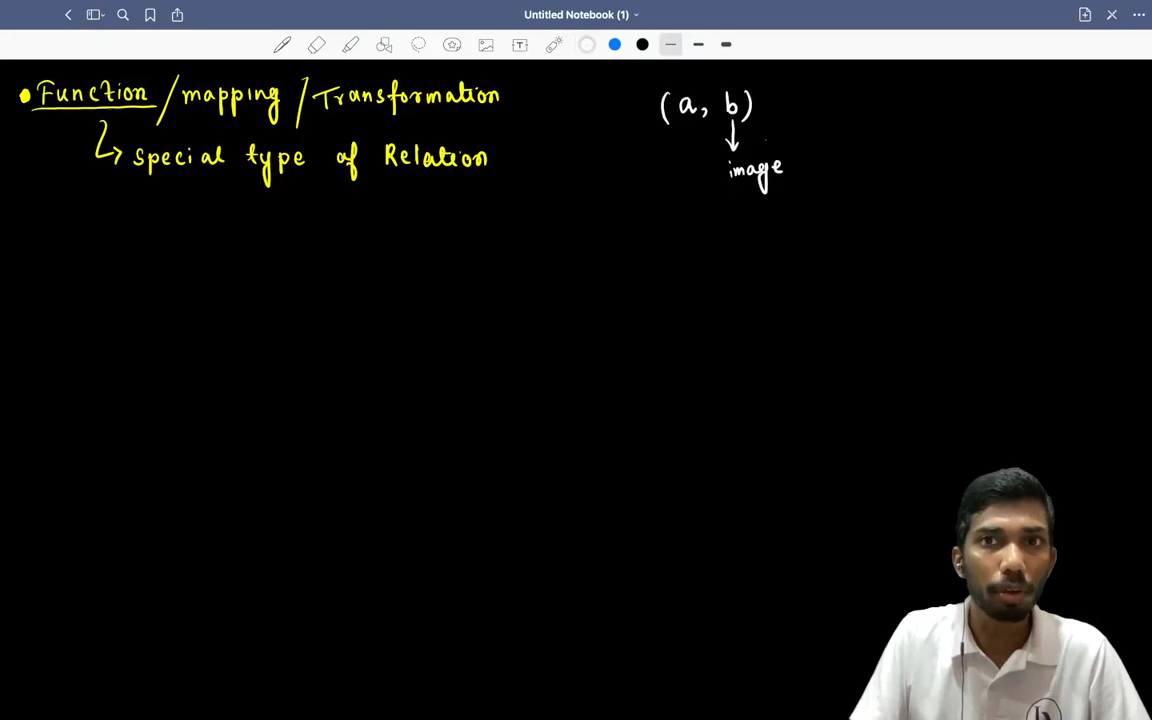 Untitled Notebook (1)
• Function / mapping / Transformation
↳ special type of Relation
(a, b)
↓
image